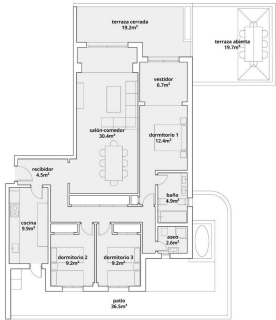 terraza cerrada
19.2m²
terraza abierta
19.7m²
vestidor
6.7m²
salón-comedor
30.4m²
dormitorio 1
12.4m²
recibidor
4.5m²
baño
4.9m²
cocina
9.9m²
aseo
2.6m²
dormitorio 2
9.2m²
dormitorio 3
9.2m²
patio
36.5m²